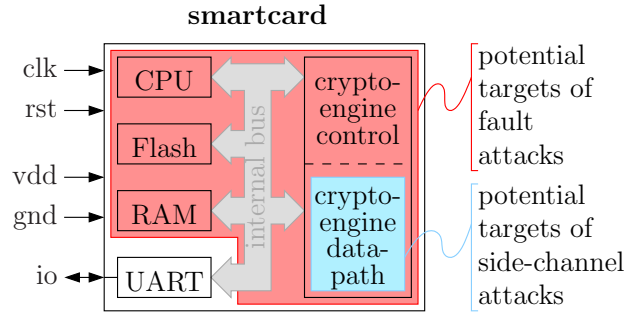 smartcard
clk
rst
vdd
gnd
io
CPU
Flash
RAM
UART
internal bus
crypto-
engine
control
crypto-
engine
data-
path
potential
targets of
fault
attacks
potential
targets of
side-channel
attacks